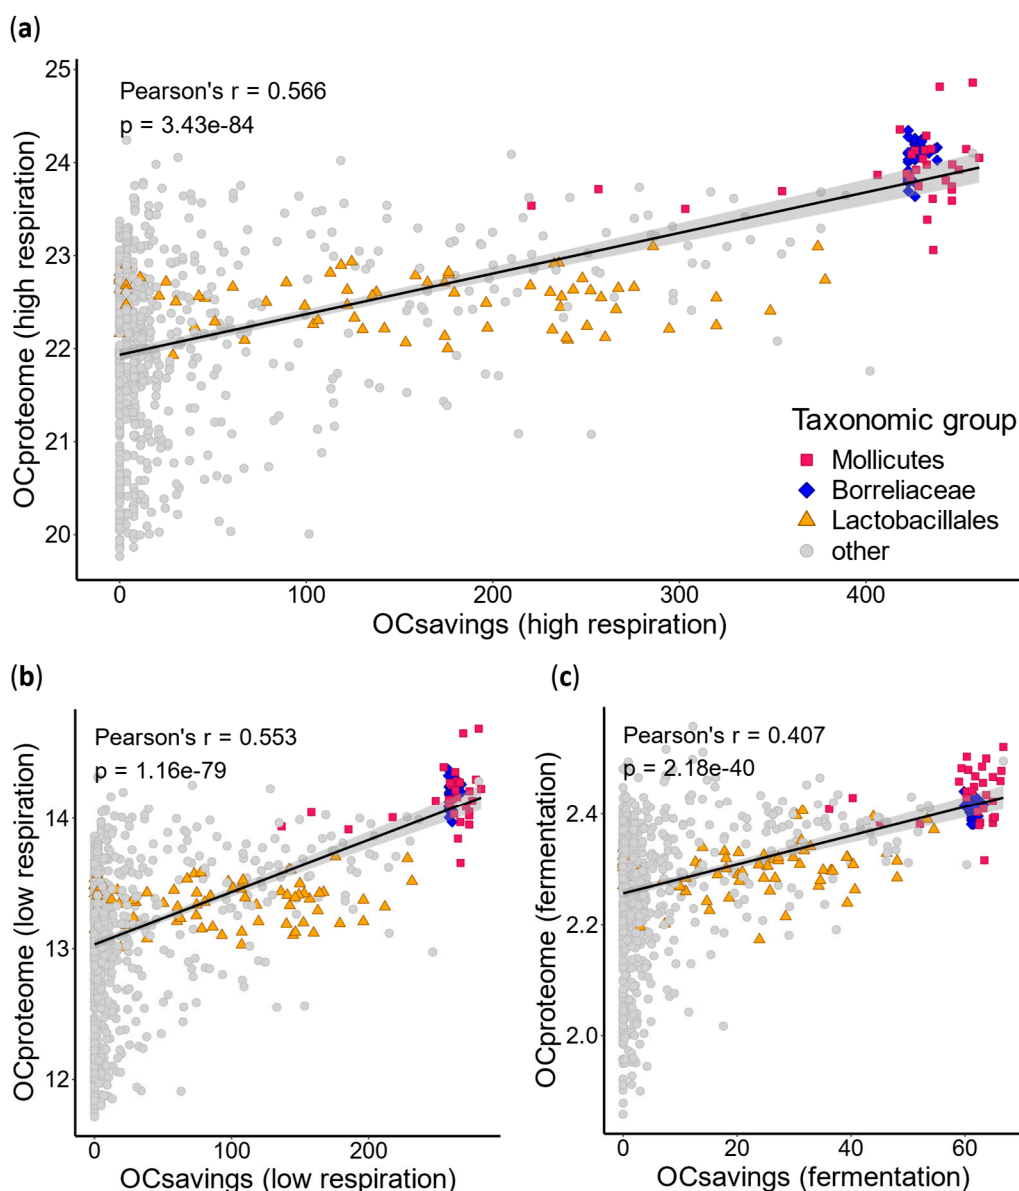 (a)
Pearson's r = 0.566
p = 3.43e-84
OCproteome (high respiration)
25
24
23
22
21
20
0 100 200 300 400
OCsavings (high respiration)
Taxonomic group
Mollicutes
Borreliaceae
Lactobacillales
other
(b)
Pearson's r = 0.553
p = 1.16e-79
OCproteome (low respiration)
14
13
12
0 100 200
OCsavings (low respiration)
(c)
Pearson's r = 0.407
p = 2.18e-40
OCproteome (fermentation)
2.4
2.2
2.0
0 20 40 60
OCsavings (fermentation)